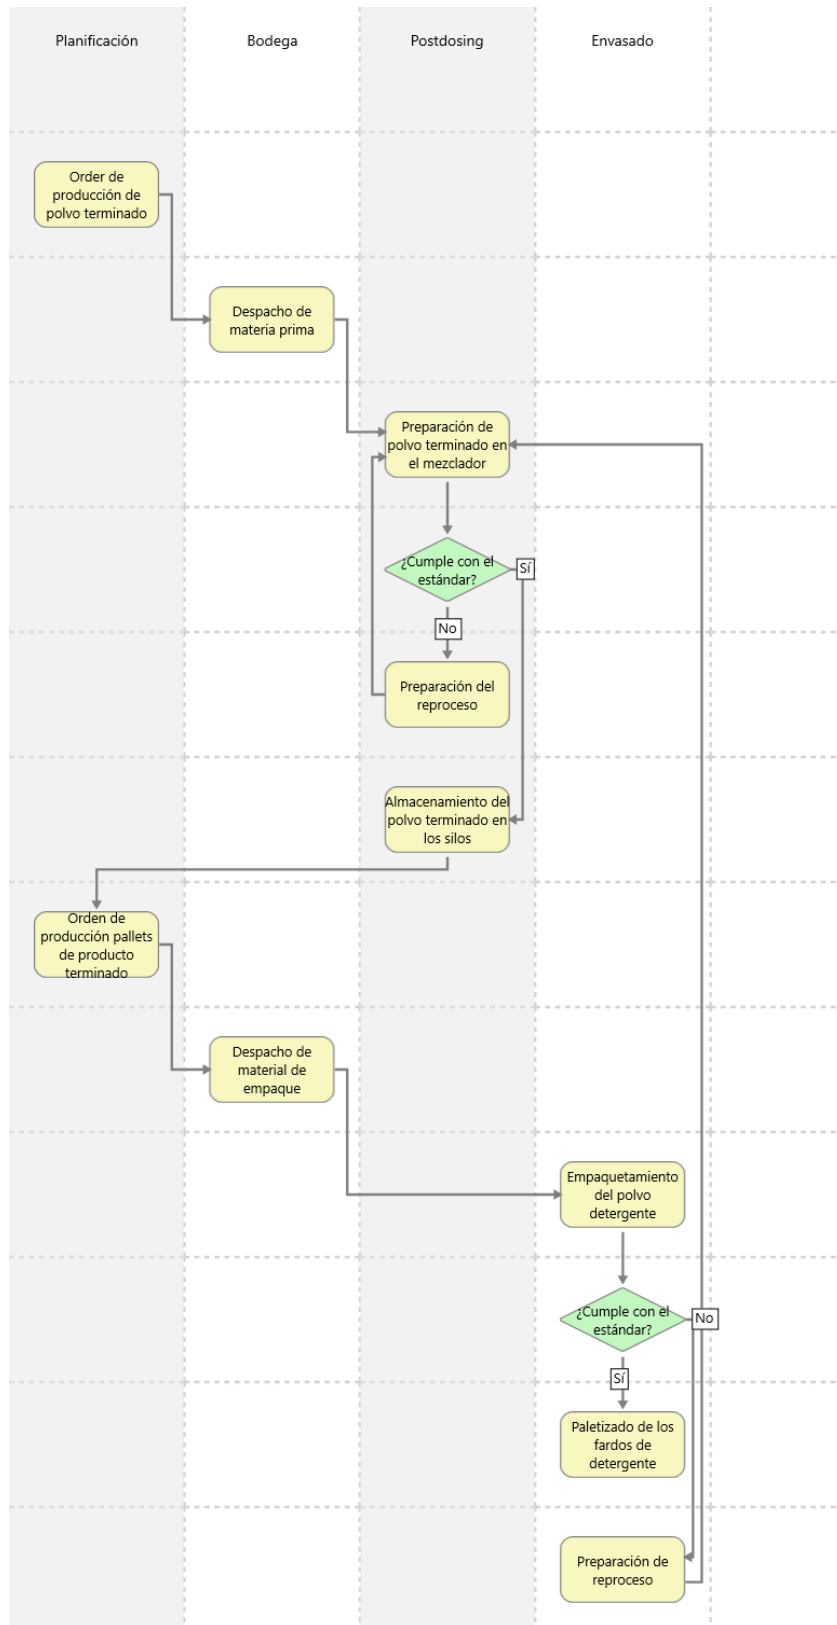 Planificación
Bodega
Postdosing
Envasado
Order de
producción de
polvo terminado
Despacho de
materia prima
Preparación de
polvo terminado en
el mezclador
¿Cumple con el
estándar?
Sí
No
Preparación del
reproceso
Almacenamiento del
polvo terminado en
los silos
Orden de
producción pallets
de producto
terminado
Despacho de
material de
empaque
Empaquetamiento
del polvo
detergente
¿Cumple con el
estándar?
No
Sí
Paletizado de los
fardos de
detergente
Preparación de
reproceso